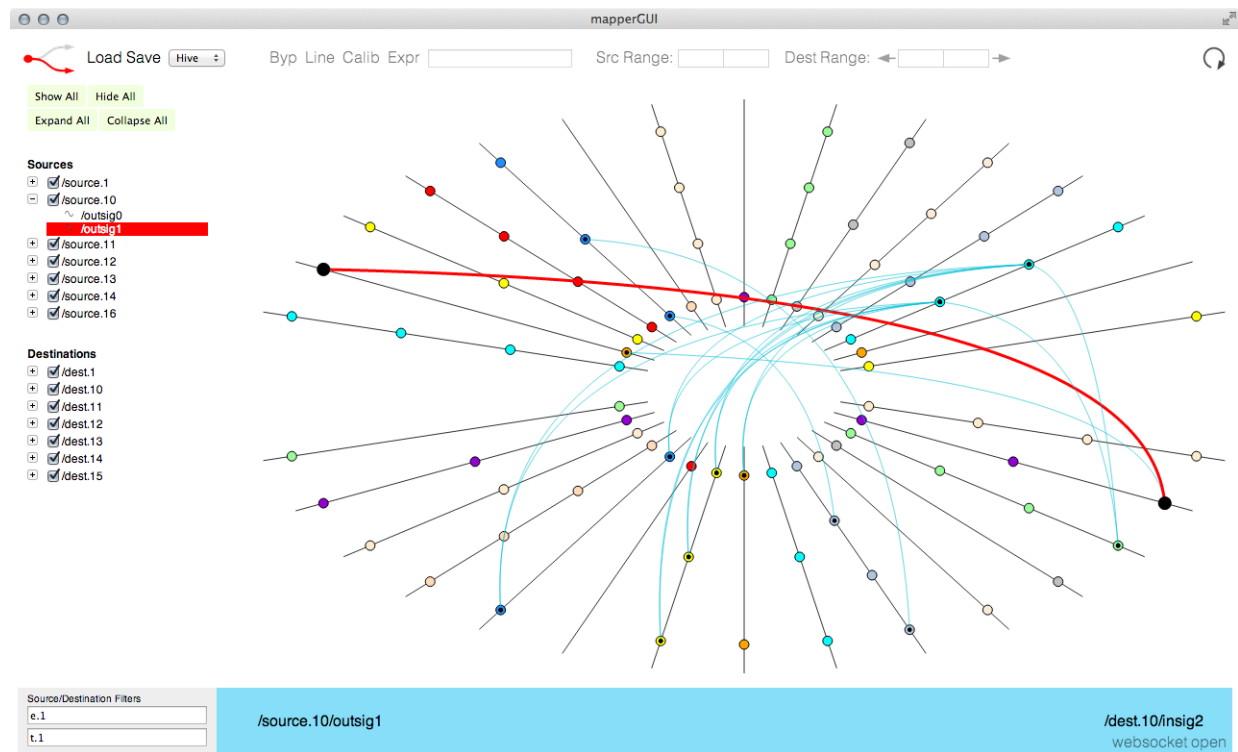 mapperGUI
Load Save Hive Byp Line Calib Expr Src Range: Dest Range:
Show All Hide All
Expand All Collapse All
Sources
/source.1
/source.10
/outsig0
/outsig1
/source.11
/source.12
/source.13
/source.14
/source.16
Destinations
/dest.1
/dest.10
/dest.11
/dest.12
/dest.13
/dest.14
/dest.15
Source/Destination Filters
e.1
t.1
/source.10/outsig1 /dest.10/insig2
websocket open